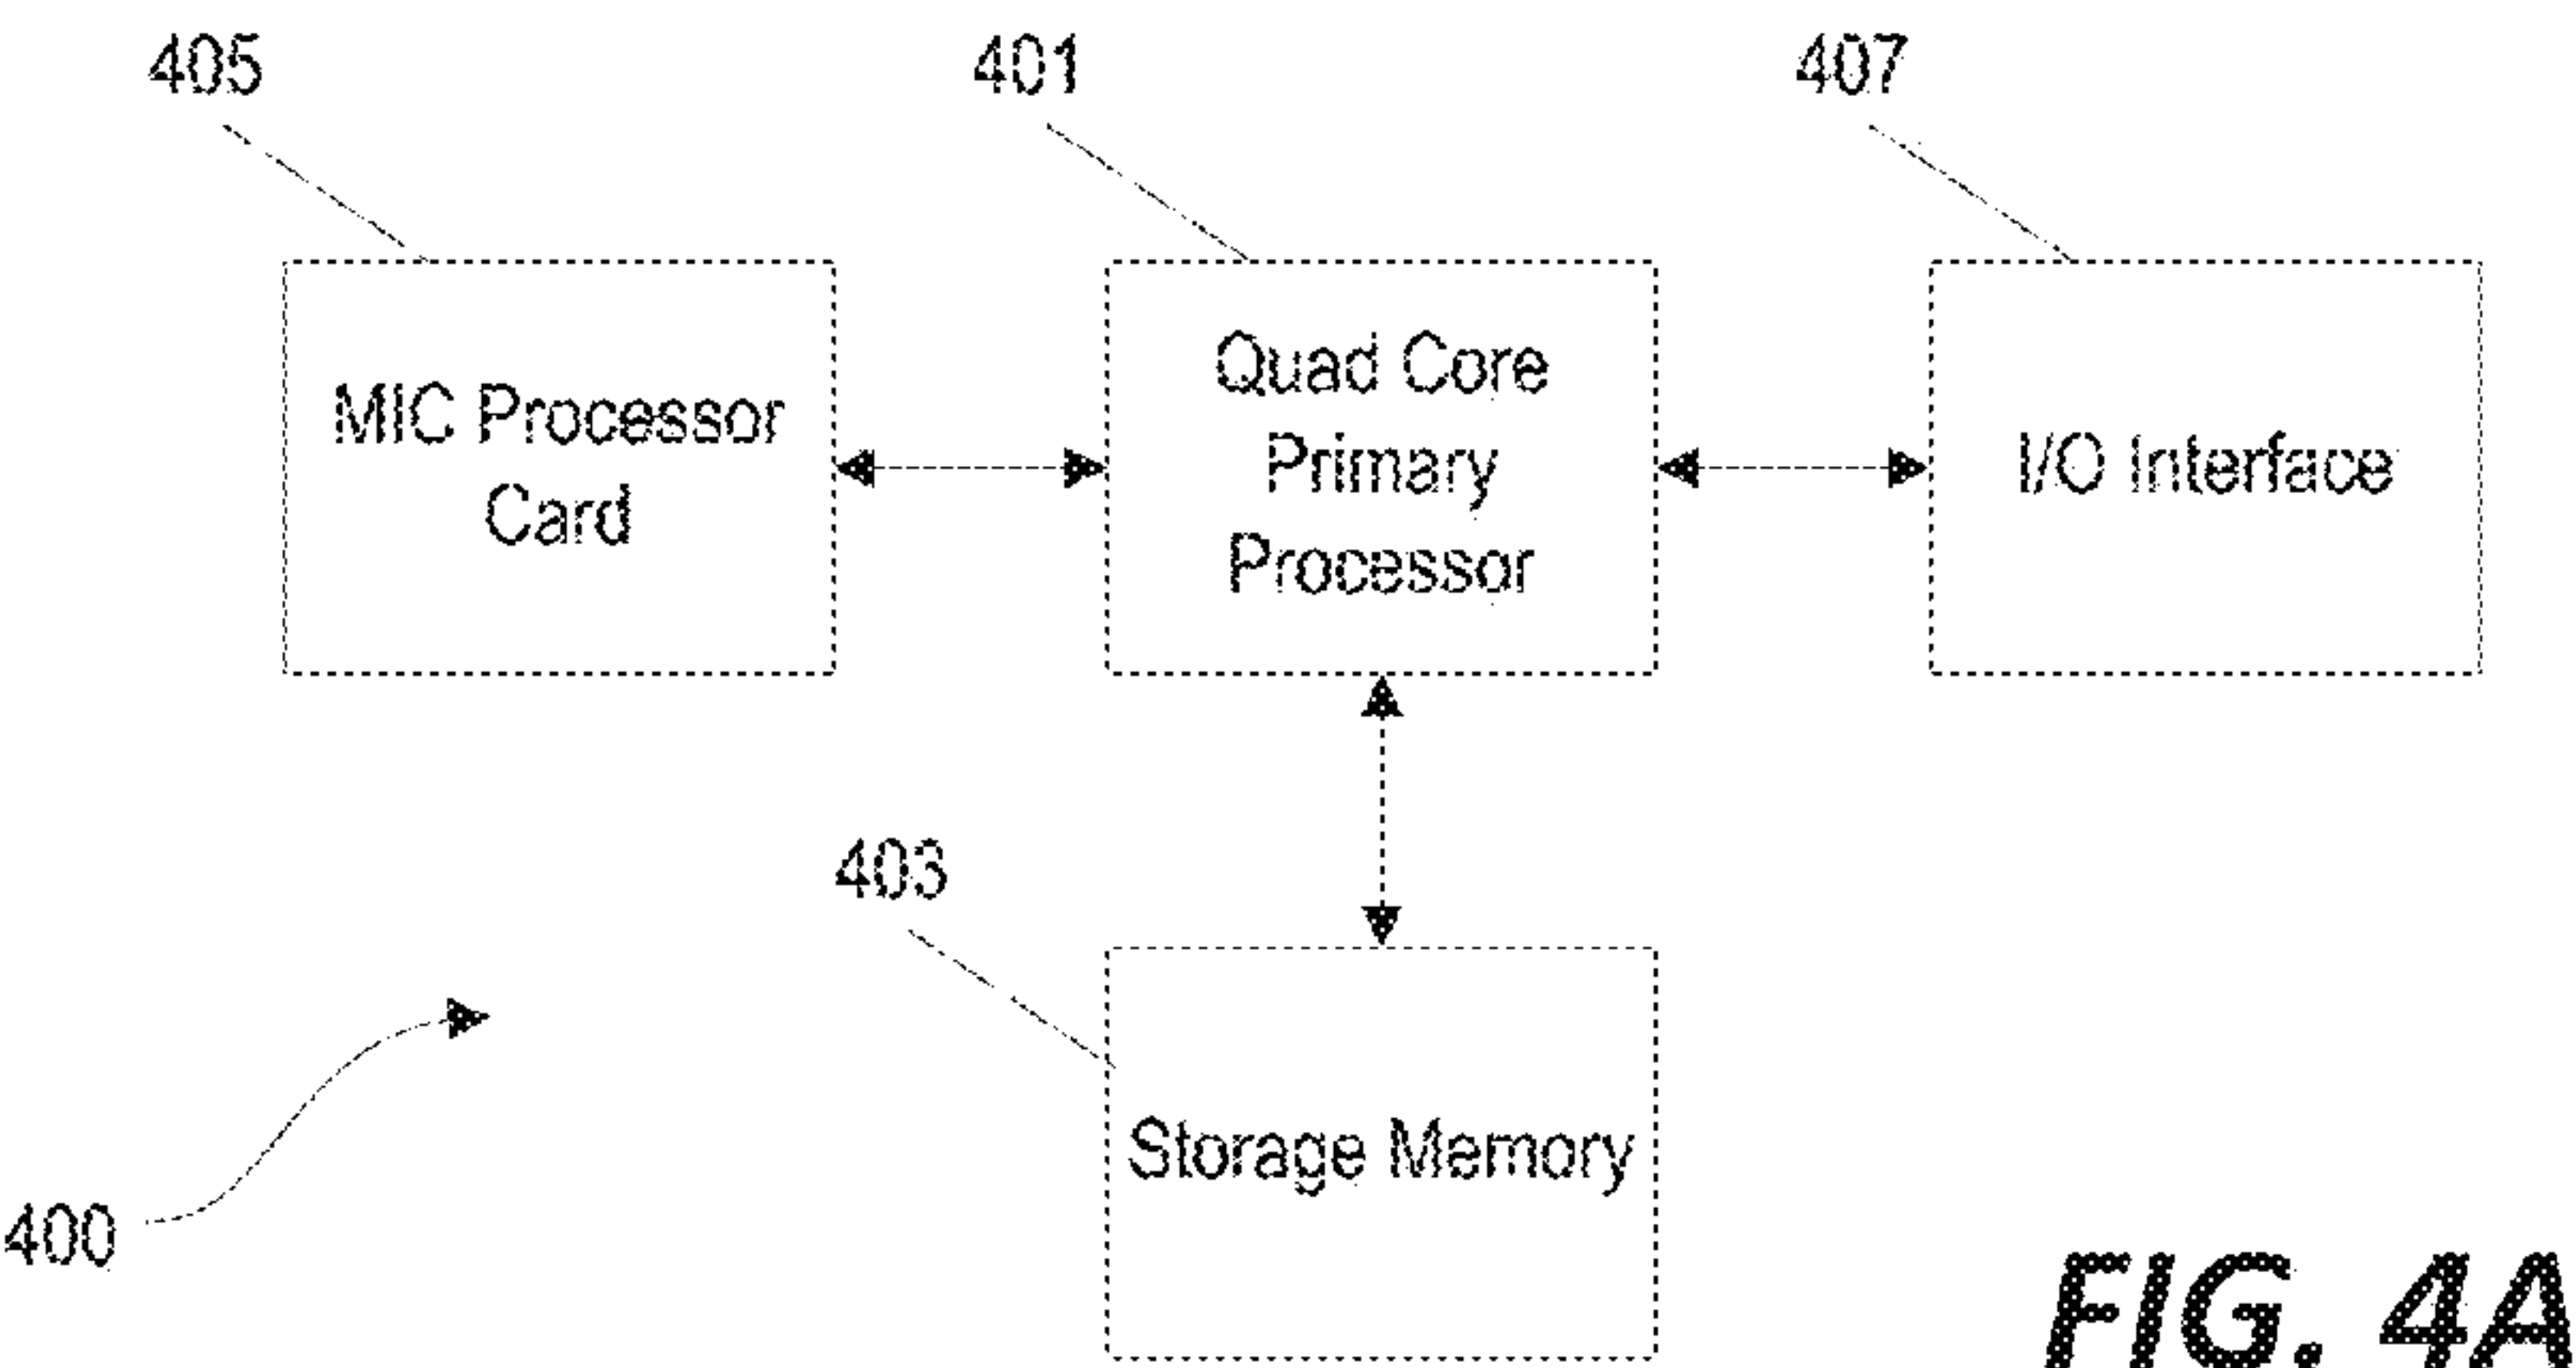 405
401
407
MIC Processor
Card
Quad Core
Primary
Processor
I/O Interface
403
Storage Memory
400
FIG. 4A